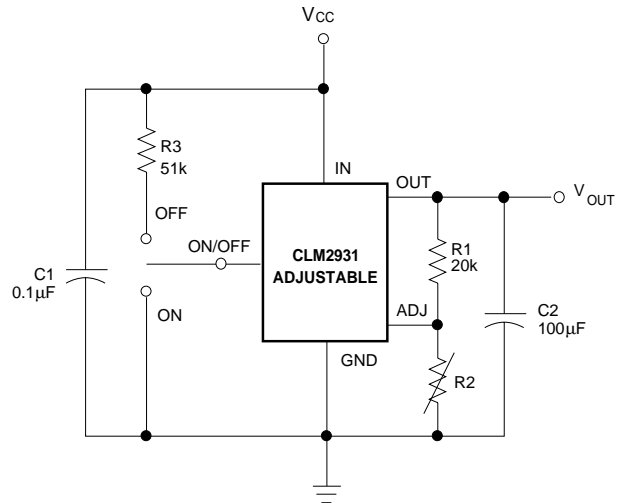 VCC
R3
51k
IN
OUT
VOUT
OFF
ON/OFF
CLM2931
ADJUSTABLE
R1
20k
C1
0.1µF
ON
ADJ
C2
100µF
GND
R2